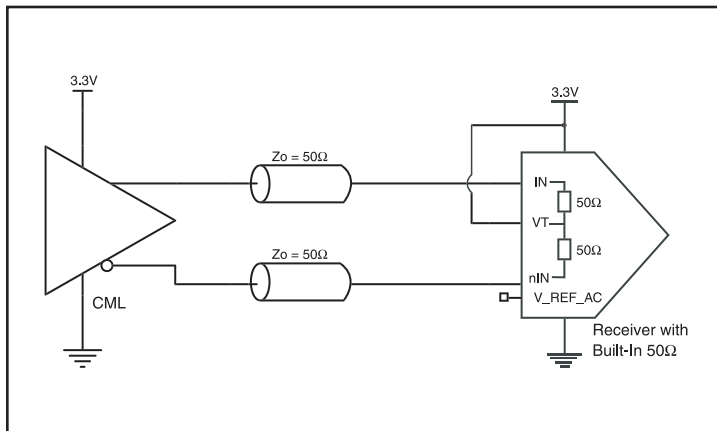 3.3V
3.3V
Zo = 50Ω
IN
50Ω
VT
50Ω
Zo = 50Ω
nIN
V_REF_AC
CML
Receiver with
Built-In 50Ω